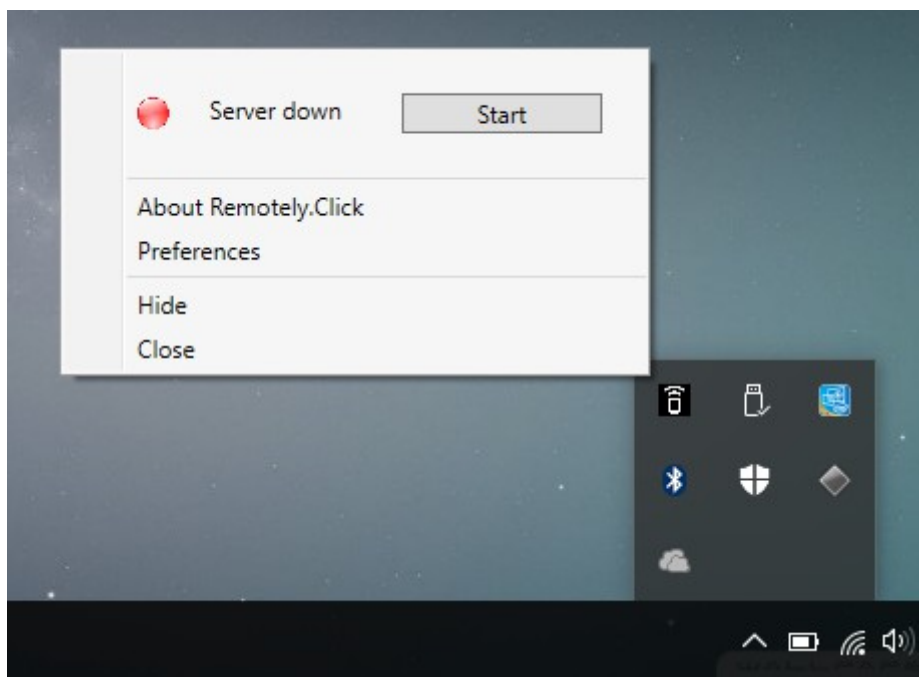 Server down
Start
About Remotely.Click
Preferences
Hide
Close